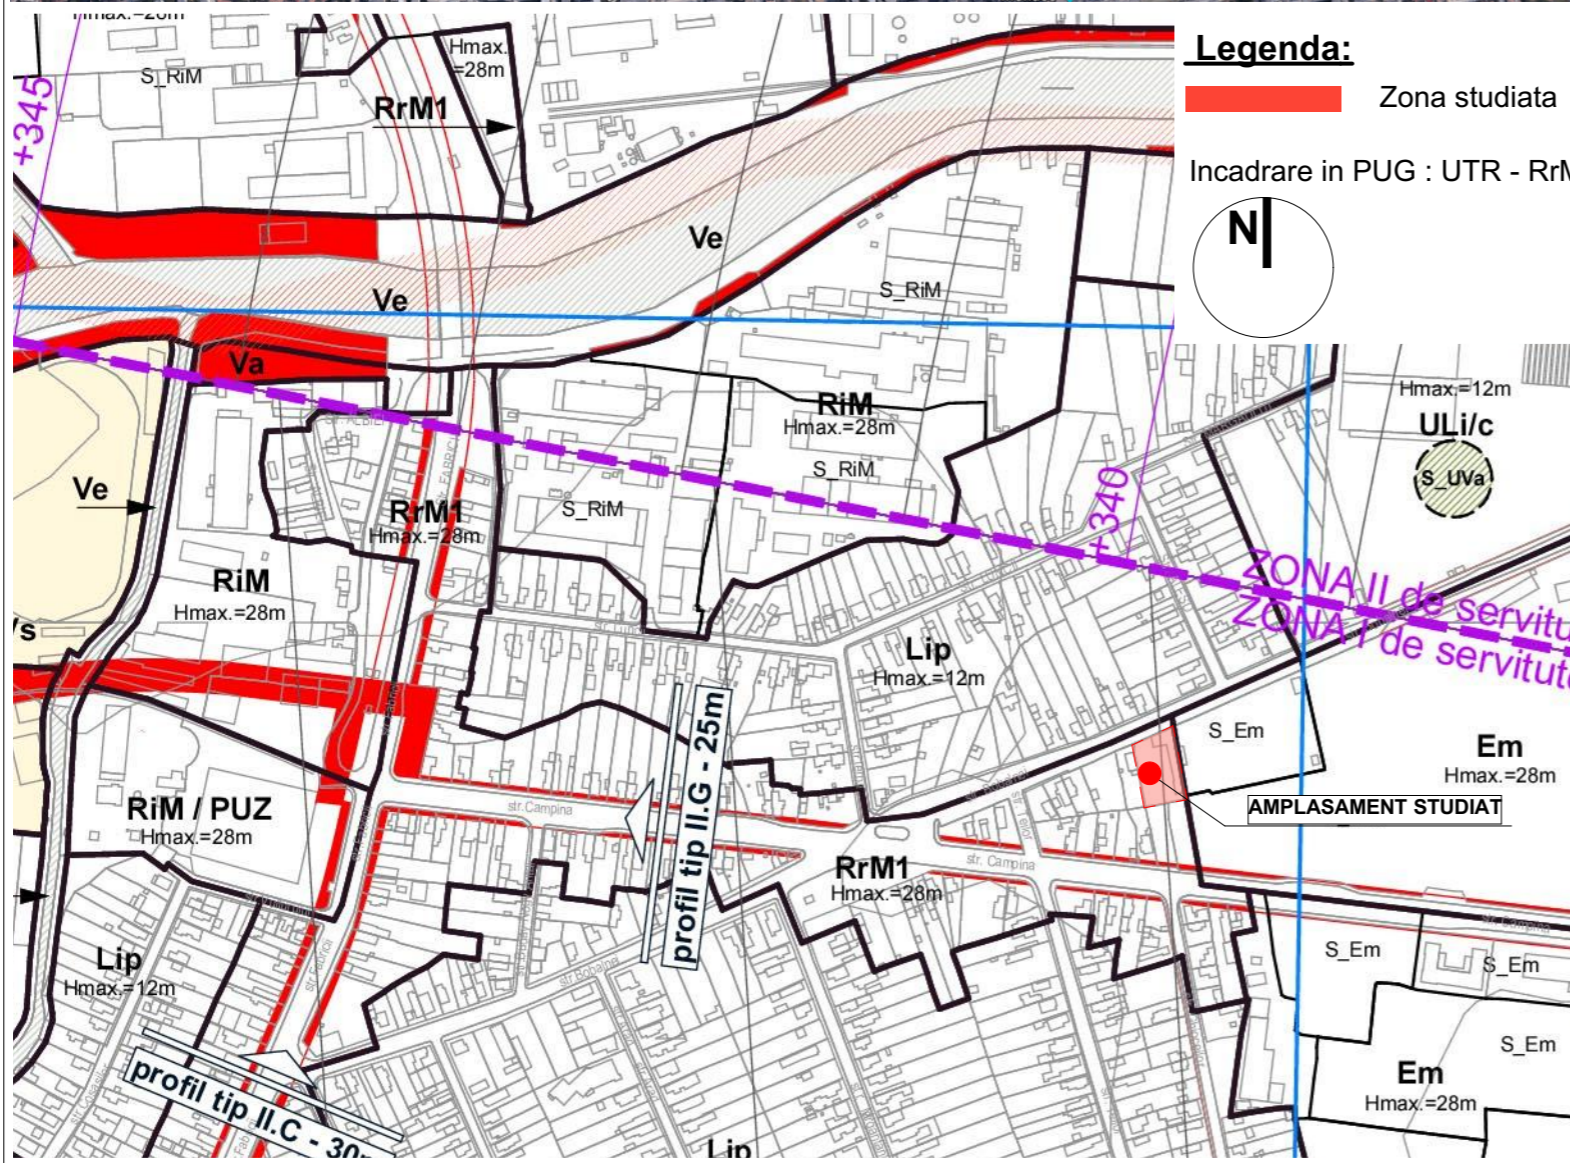 Legenda:
Zona studiata
Incadrare in PUG : UTR - RrM
N
S_RiM
Hmax.
=28m
RrM1
+345
Ve
Ve
S_RiM
Va
RiM
Hmax.=28m
S_RiM
Hmax.=12m
ULi/c
S_UVa
Ve
RrM1
Hmax.=28m
S_RiM
+340
RiM
Hmax.=28m
ZONA II de servitu
ZONA I de servitut
Lip
Hmax.=12m
S_Em
Em
Hmax.=28m
AMPLASAMENT STUDIAT
RiM / PUZ
Hmax.=28m
str.Campina
profil tip II.G - 25m
RrM1
Hmax.=28m
str. Campina
str. Campina
Lip
Hmax.=12m
S_Em
S_Em
S_Em
Em
Hmax.=28m
profil tip II.C - 30
Lip